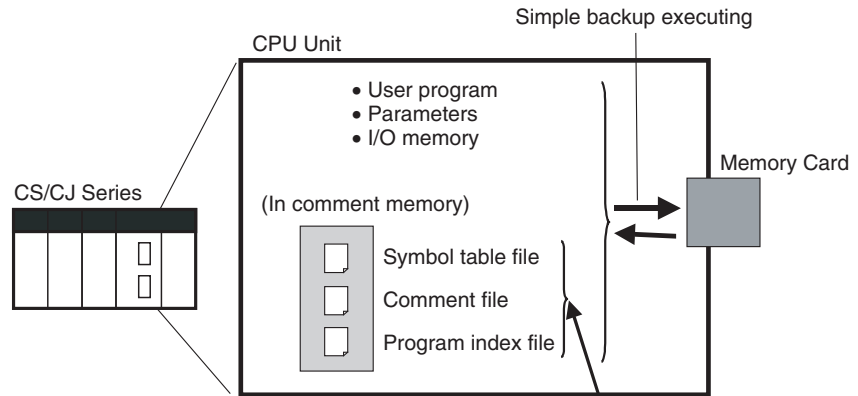 Simple backup executing
CPU Unit
• User program
• Parameters
• I/O memory
Memory Card
CS/CJ Series
(In comment memory)
Symbol table file
Comment file
Program index file